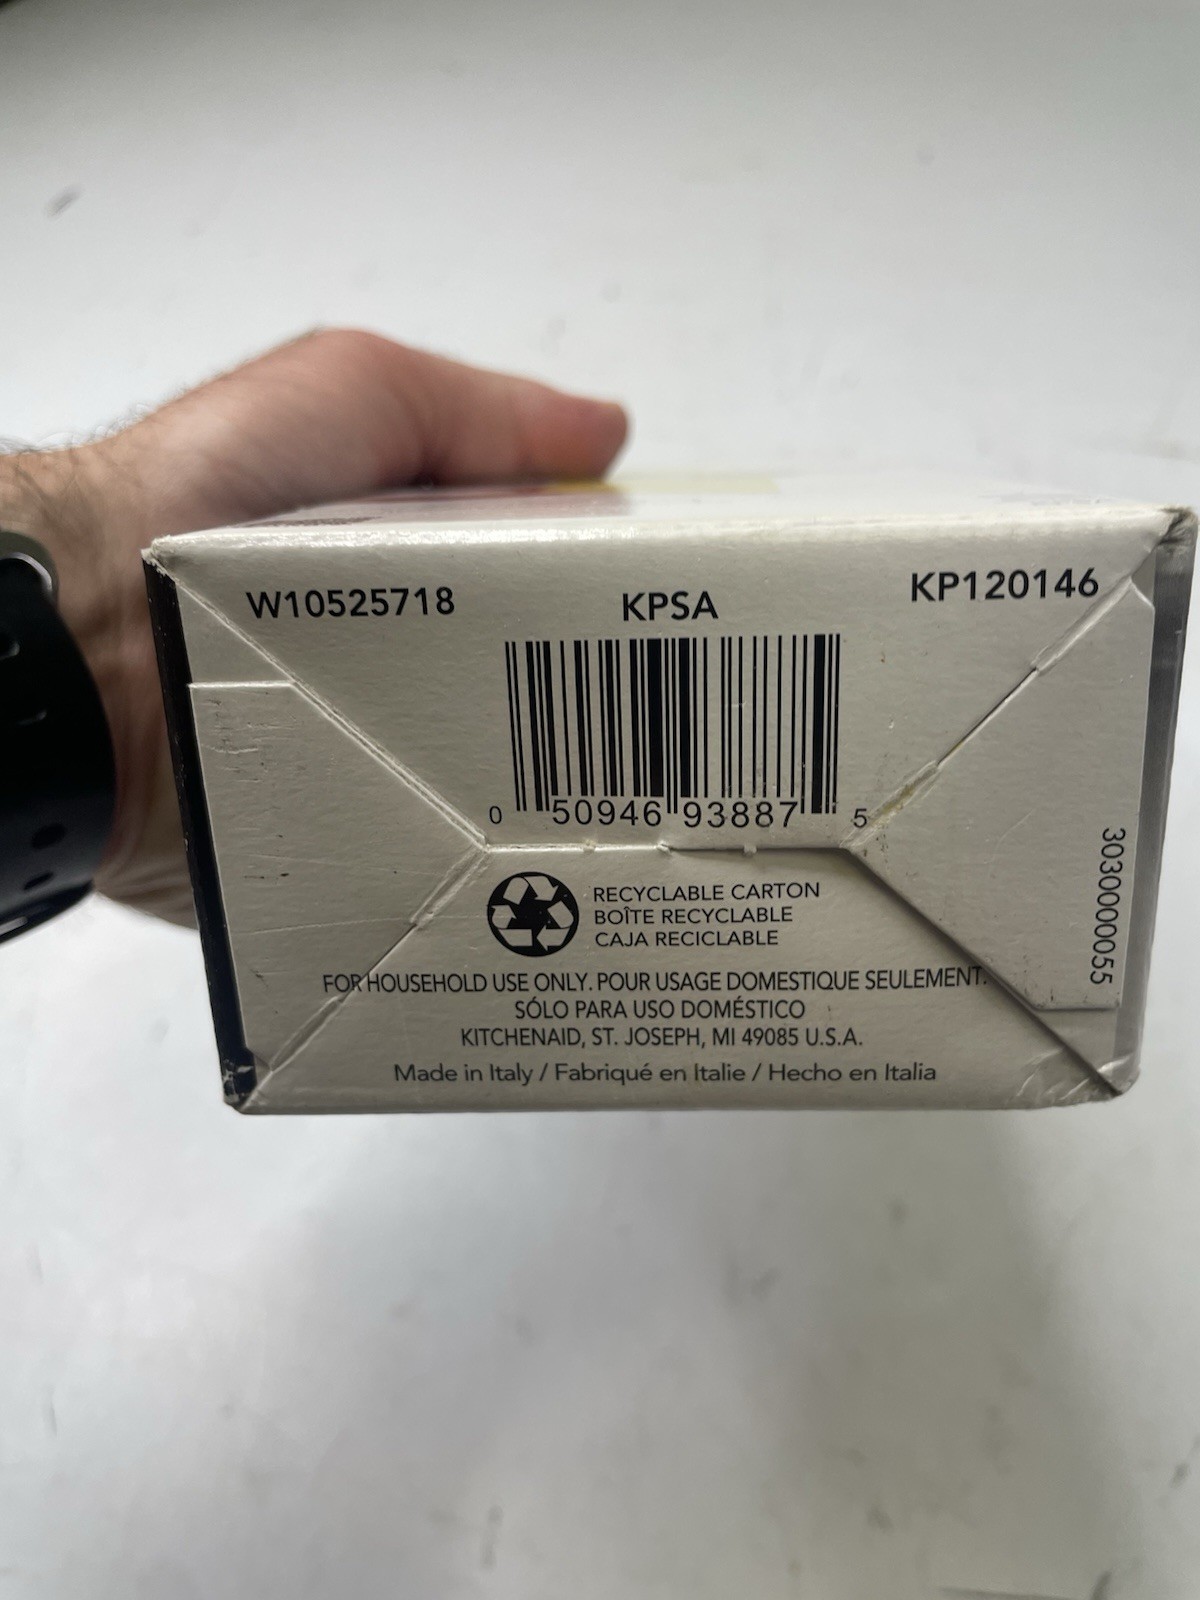 W10525718 KPSA KP120146
0 50946 93887 5
RECYCLABLE CARTON
BOÎTE RECYCLABLE
CAJA RECICLABLE
3030000055
FOR HOUSEHOLD USE ONLY. POUR USAGE DOMESTIQUE SEULEMENT.
SÓLO PARA USO DOMÉSTICO
KITCHENAID, ST. JOSEPH, MI 49085 U.S.A.
Made in Italy / Fabriqué en Italie / Hecho en Italia